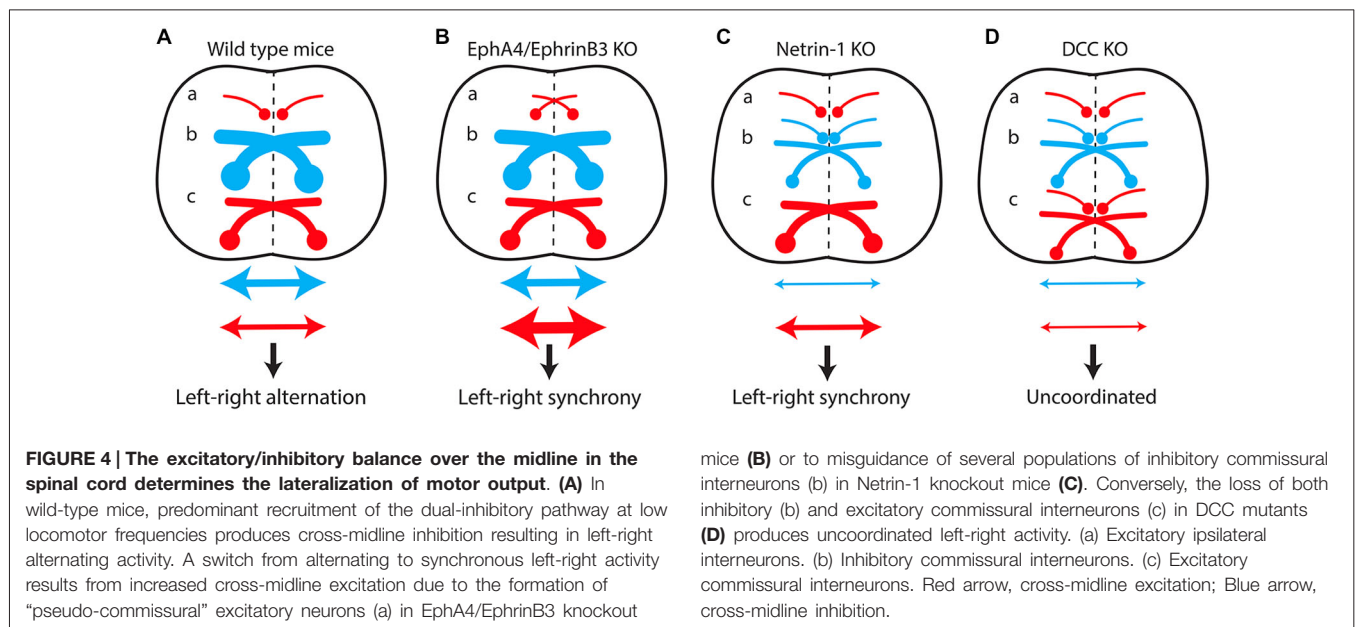 A
Wild type mice
a
b
c
Left-right alternation
B
EphA4/EphrinB3 KO
a
b
c
Left-right synchrony
C
Netrin-1 KO
a
b
c
Left-right synchrony
D
DCC KO
a
b
c
Uncoordinated
FIGURE 4 | The excitatory/inhibitory balance over the midline in the
spinal cord determines the lateralization of motor output. (A) In
wild-type mice, predominant recruitment of the dual-inhibitory pathway at low
locomotor frequencies produces cross-midline inhibition resulting in left-right
alternating activity. A switch from alternating to synchronous left-right activity
results from increased cross-midline excitation due to the formation of
“pseudo-commissural” excitatory neurons (a) in EphA4/EphrinB3 knockout
mice (B) or to misguidance of several populations of inhibitory commissural
interneurons (b) in Netrin-1 knockout mice (C). Conversely, the loss of both
inhibitory (b) and excitatory commissural interneurons (c) in DCC mutants
(D) produces uncoordinated left-right activity. (a) Excitatory ipsilateral
interneurons. (b) Inhibitory commissural interneurons. (c) Excitatory
commissural interneurons. Red arrow, cross-midline excitation; Blue arrow,
cross-midline inhibition.